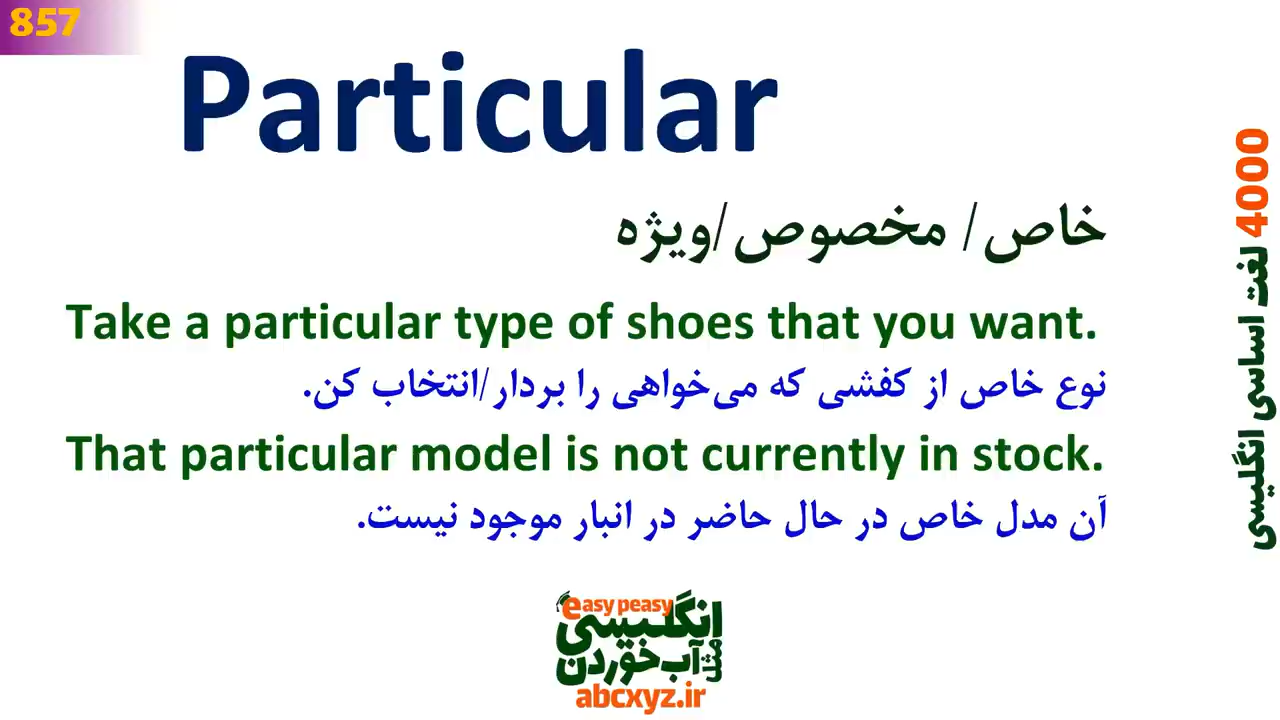 857
Particular
خاص/ مخصوص/ویژه
Take a particular type of shoes that you want.
نوع خاص از کفشی که می‌خواهی را بردار/انتخاب کن.
That particular model is not currently in stock.
آن مدل خاص در حال حاضر در انبار موجود نیست.
4000 لغت اساسی انگلیسی
easy peasy
انگلیسی
مثل آب خوردن
abcxyz.ir